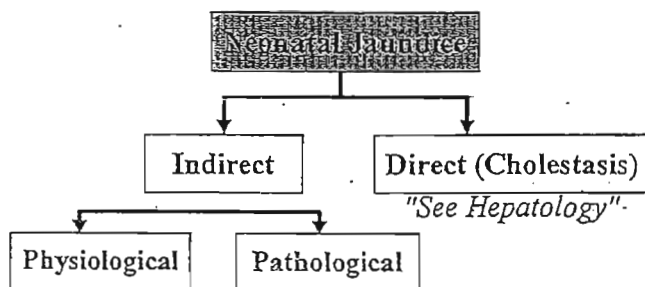 Neonatal Jaundice
Indirect
Direct (Cholestasis)
"See Hepatology"
Physiological
Pathological